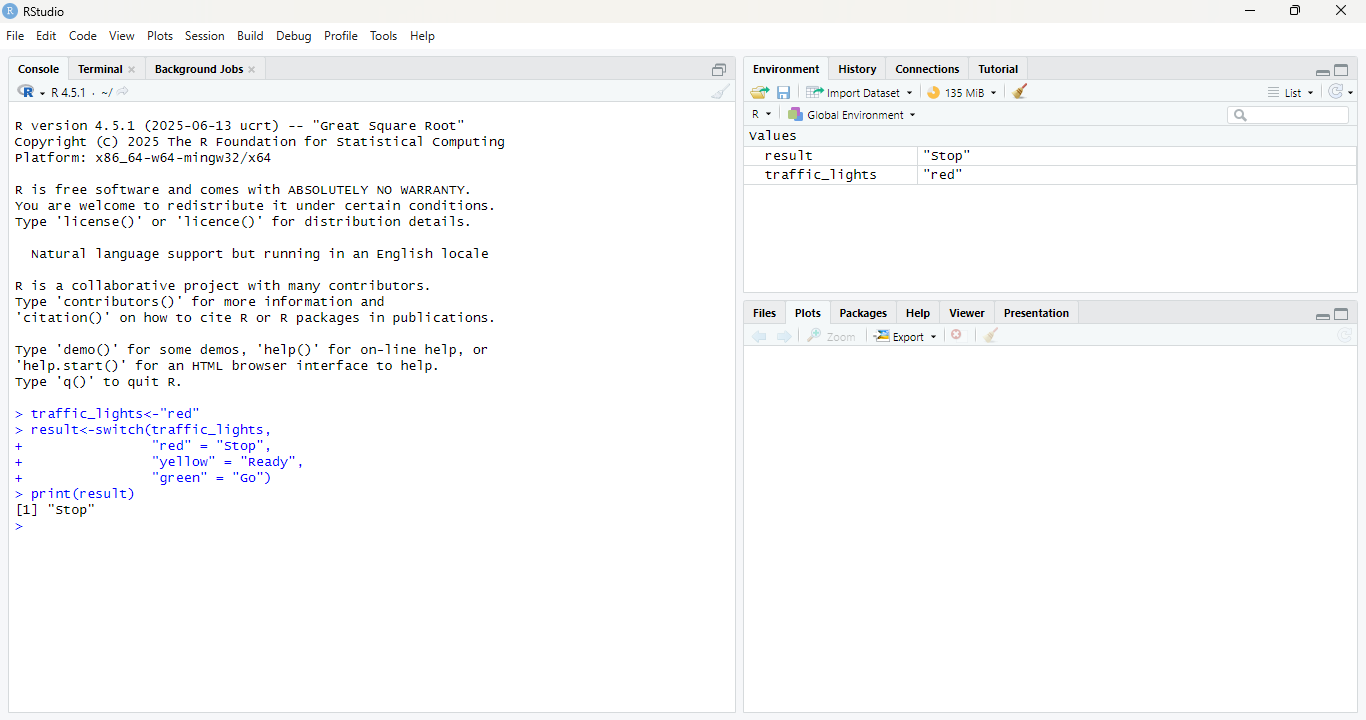 RStudio
File Edit Code View Plots Session Build Debug Profile Tools Help
Console Terminal Background Jobs
R 4.5.1 · ~/
R version 4.5.1 (2025-06-13 ucrt) -- "Great Square Root"
Copyright (C) 2025 The R Foundation for Statistical Computing
Platform: x86_64-w64-mingw32/x64
R is free software and comes with ABSOLUTELY NO WARRANTY.
You are welcome to redistribute it under certain conditions.
Type 'license()' or 'licence()' for distribution details.
Natural language support but running in an English locale
R is a collaborative project with many contributors.
Type 'contributors()' for more information and
'citation()' on how to cite R or R packages in publications.
Type 'demo()' for some demos, 'help()' for on-line help, or
'help.start()' for an HTML browser interface to help.
Type 'q()' to quit R.
> traffic_lights<-"red"
> result<-switch(traffic_lights,
+ "red" = "Stop",
+ "yellow" = "Ready",
+ "green" = "Go")
> print(result)
[1] "Stop"
>
Environment History Connections Tutorial
Import Dataset 135 MiB List
R Global Environment
Values
result "Stop"
traffic_lights "red"
Files Plots Packages Help Viewer Presentation
Zoom Export